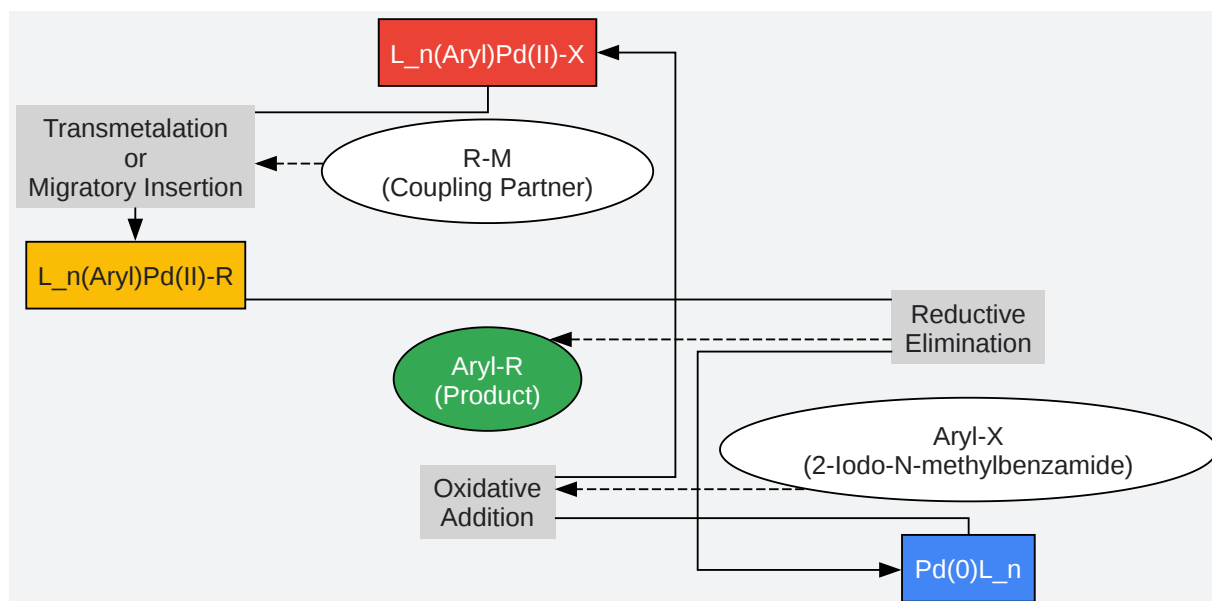 L_n(Aryl)Pd(II)-X
Transmetalation
or
Migratory Insertion
R-M
(Coupling Partner)
L_n(Aryl)Pd(II)-R
Reductive
Elimination
Aryl-R
(Product)
Aryl-X
(2-Iodo-N-methylbenzamide)
Oxidative
Addition
Pd(0)L_n